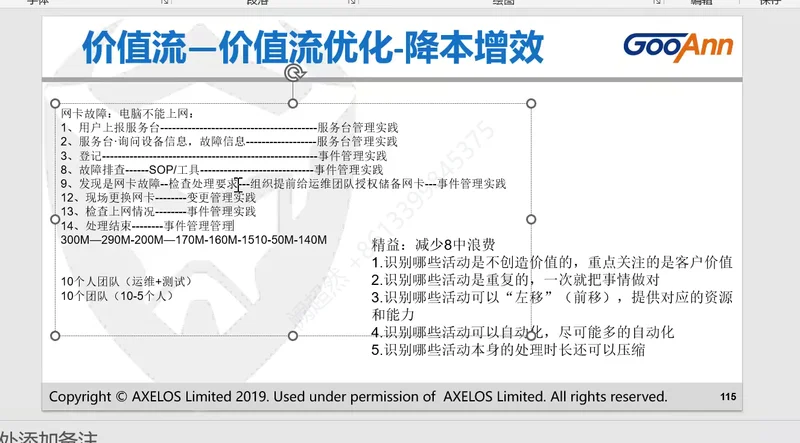 字体
段落
绘图
编辑
保存
价值流—价值流优化-降本增效
GooAnn
网卡故障：电脑不能上网：
1、用户上报服务台-------------------------------------服务台管理实践
2、服务台·询问设备信息，故障信息-----------------服务台管理实践
3、登记---------------------------------------------------事件管理实践
8、故障排查------SOP/工具---------------------------事件管理实践
9、发现是网卡故障--检查处理要求---组织提前给运维团队授权储备网卡---事件管理实践
12、现场更换网卡--------变更管理实践
13、检查上网情况--------事件管理实践
14、处理结束--------事件管理管理
300M—290M-200M—170M-160M-1510-50M-140M
10个人团队（运维+测试）
10个团队（10-5个人）
精益：减少8中浪费
1.识别哪些活动是不创造价值的，重点关注的是客户价值
2.识别哪些活动是重复的，一次就把事情做对
3.识别哪些活动可以“左移”（前移），提供对应的资源
和能力
4.识别哪些活动可以自动化，尽可能多的自动化
5.识别哪些活动本身的处理时长还可以压缩
Copyright © AXELOS Limited 2019. Used under permission of AXELOS Limited. All rights reserved.
115
处添加备注